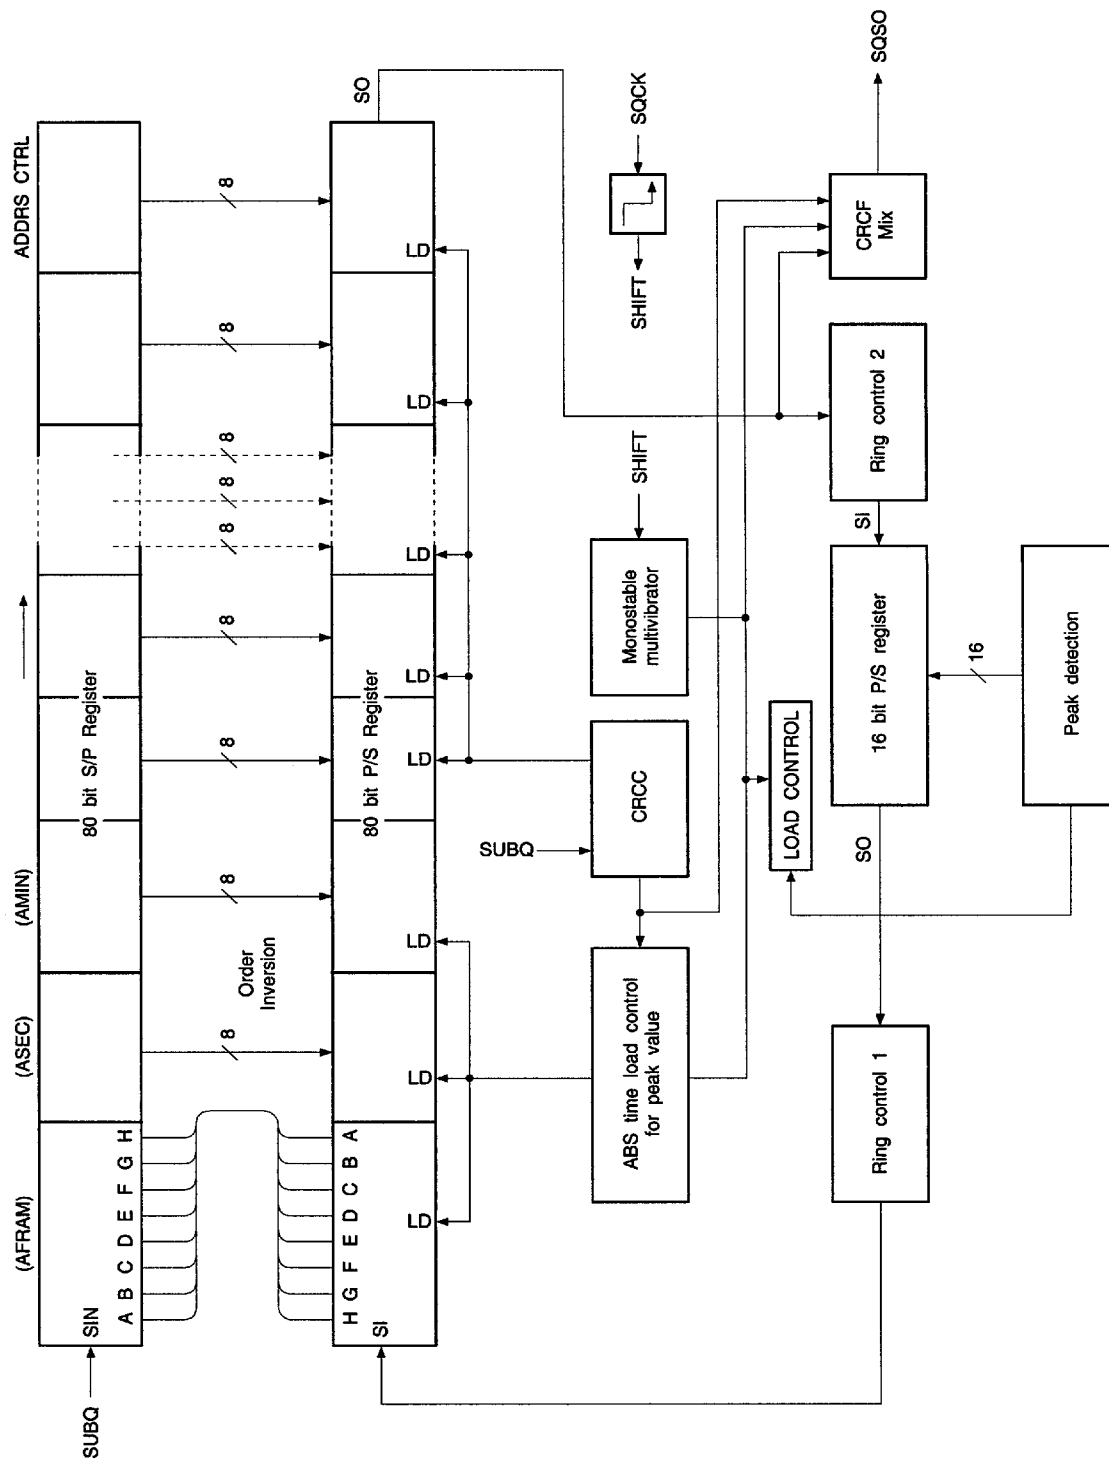 ADDRS CTRL
(AMIN)
(ASEC)
(AFRAM)
80 bit S/P Register
SUBQ
SIN
A B C D E F G H
8
8
8
8
8
8
8
8
Order
Inversion
H G F E D C B A
SI
80 bit P/S Register
SO
LD
LD
LD
LD
LD
LD
LD
LD
SQCK
SHIFT
SHIFT
Monostable
multivibrator
SUBQ
CRCC
ABS time load control
for peak value
LOAD CONTROL
CRCF
Mix
SQSO
Ring control 2
SI
16 bit P/S register
SO
Ring control 1
16
Peak detection